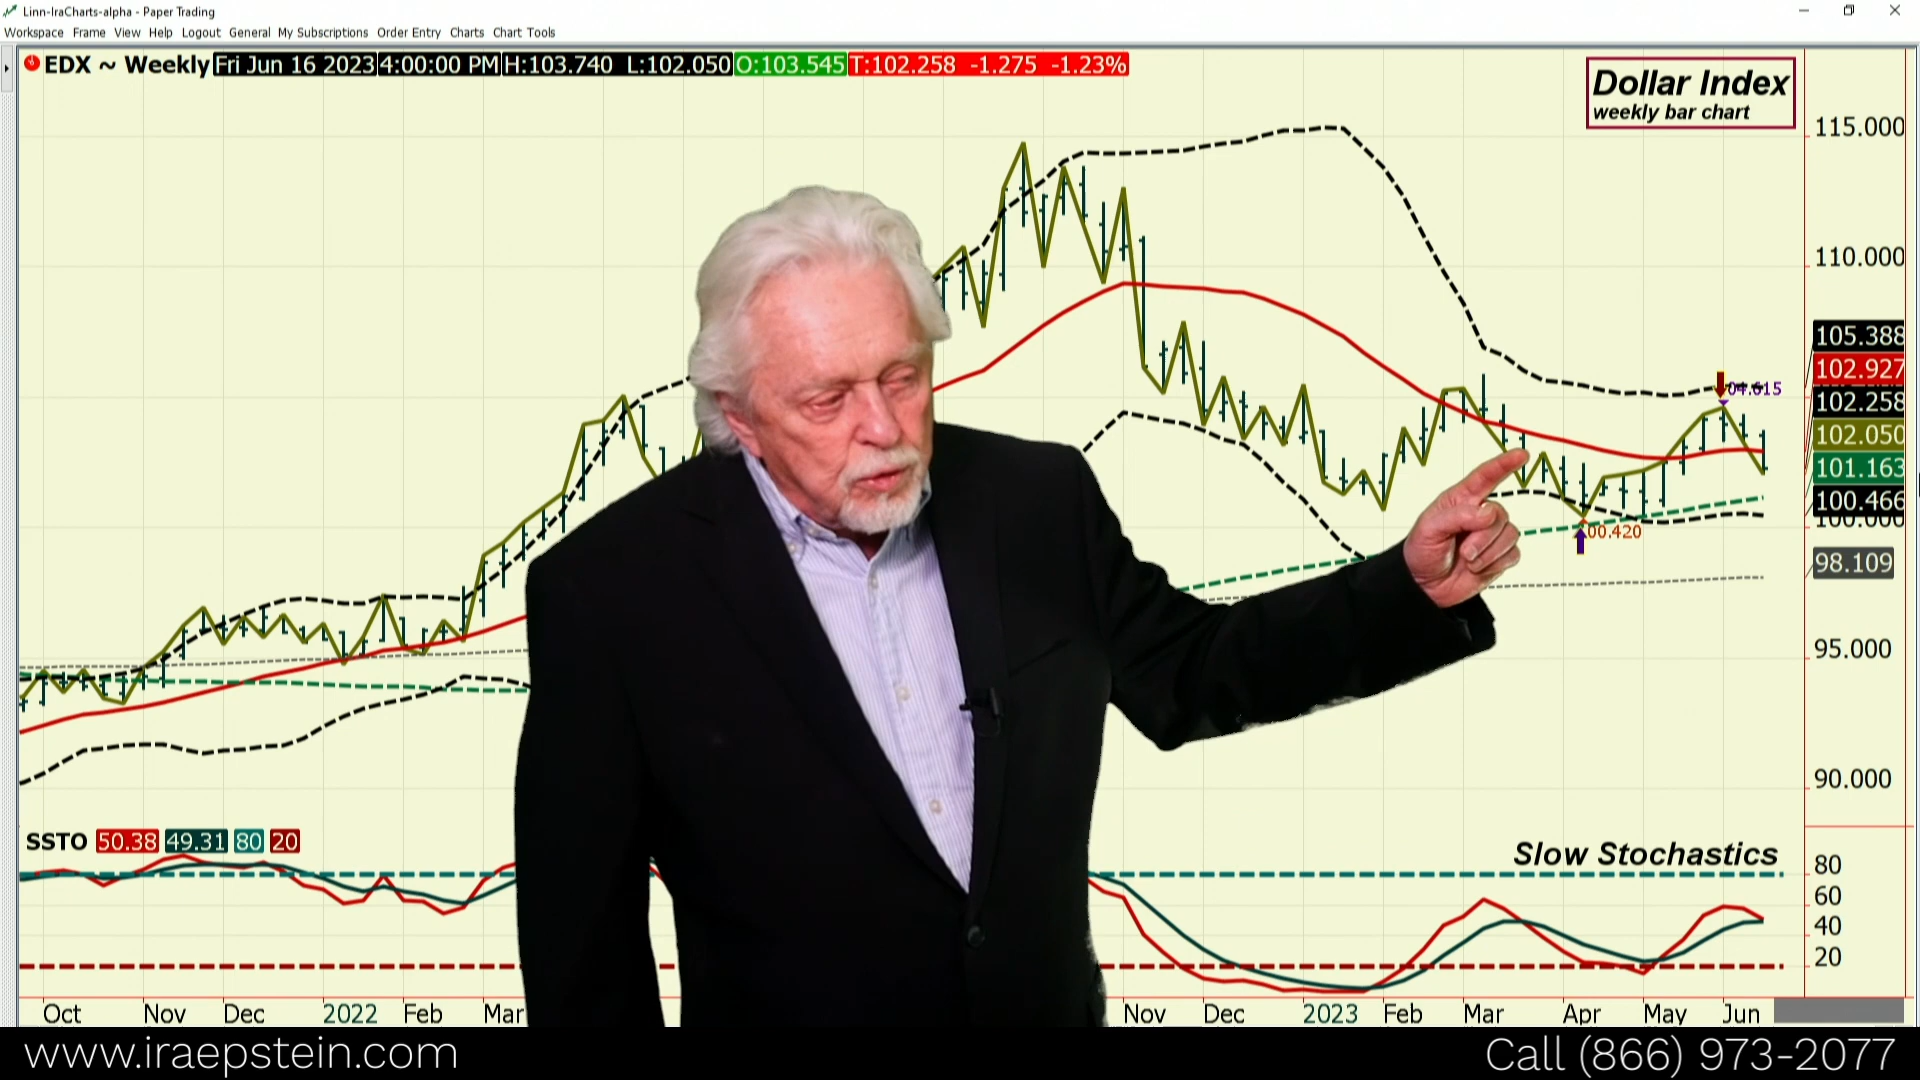 Linn-IraCharts-alpha - Paper Trading
Workspace Frame View Help Logout General My Subscriptions Order Entry Charts Chart Tools
EDX ~ Weekly Fri Jun 16 2023 4:00:00 PM H:103.740 L:102.050 O:103.545 T:102.258 -1.275 -1.23%
Dollar Index
weekly bar chart
115.000
110.000
105.388
102.927
04.615
102.258
102.050
101.163
100.466
100.000
00.420
98.109
95.000
90.000
SSTO 50.38 49.31 80 20
Slow Stochastics
80
60
40
20
Oct Nov Dec 2022 Feb Mar Nov Dec 2023 Feb Mar Apr May Jun
www.iraepstein.com
Call (866) 973-2077